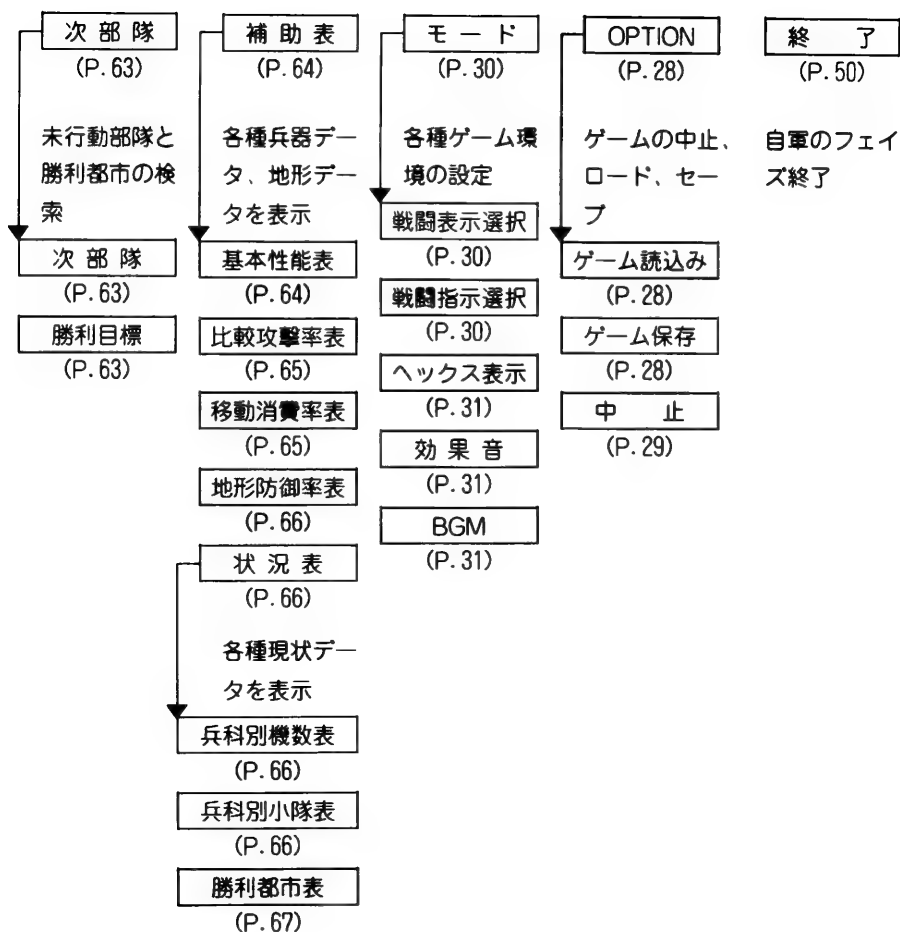 次部隊
(P.63)
未行動部隊と
勝利都市の検
索
次部隊
(P.63)
勝利目標
(P.63)
補助表
(P.64)
各種兵器デー
タ、地形デー
タを表示
基本性能表
(P.64)
比較攻撃率表
(P.65)
移動消費率表
(P.65)
地形防御率表
(P.66)
状況表
(P.66)
各種現状デー
タを表示
兵科別機数表
(P.66)
兵科別小隊表
(P.66)
勝利都市表
(P.67)
モード
(P.30)
各種ゲーム環
境の設定
戦闘表示選択
(P.30)
戦闘指示選択
(P.30)
ヘックス表示
(P.31)
効果音
(P.31)
BGM
(P.31)
OPTION
(P.28)
ゲームの中止、
ロード、セー
ブ
ゲーム読込み
(P.28)
ゲーム保存
(P.28)
中止
(P.29)
終了
(P.50)
自軍のフェイ
ズ終了